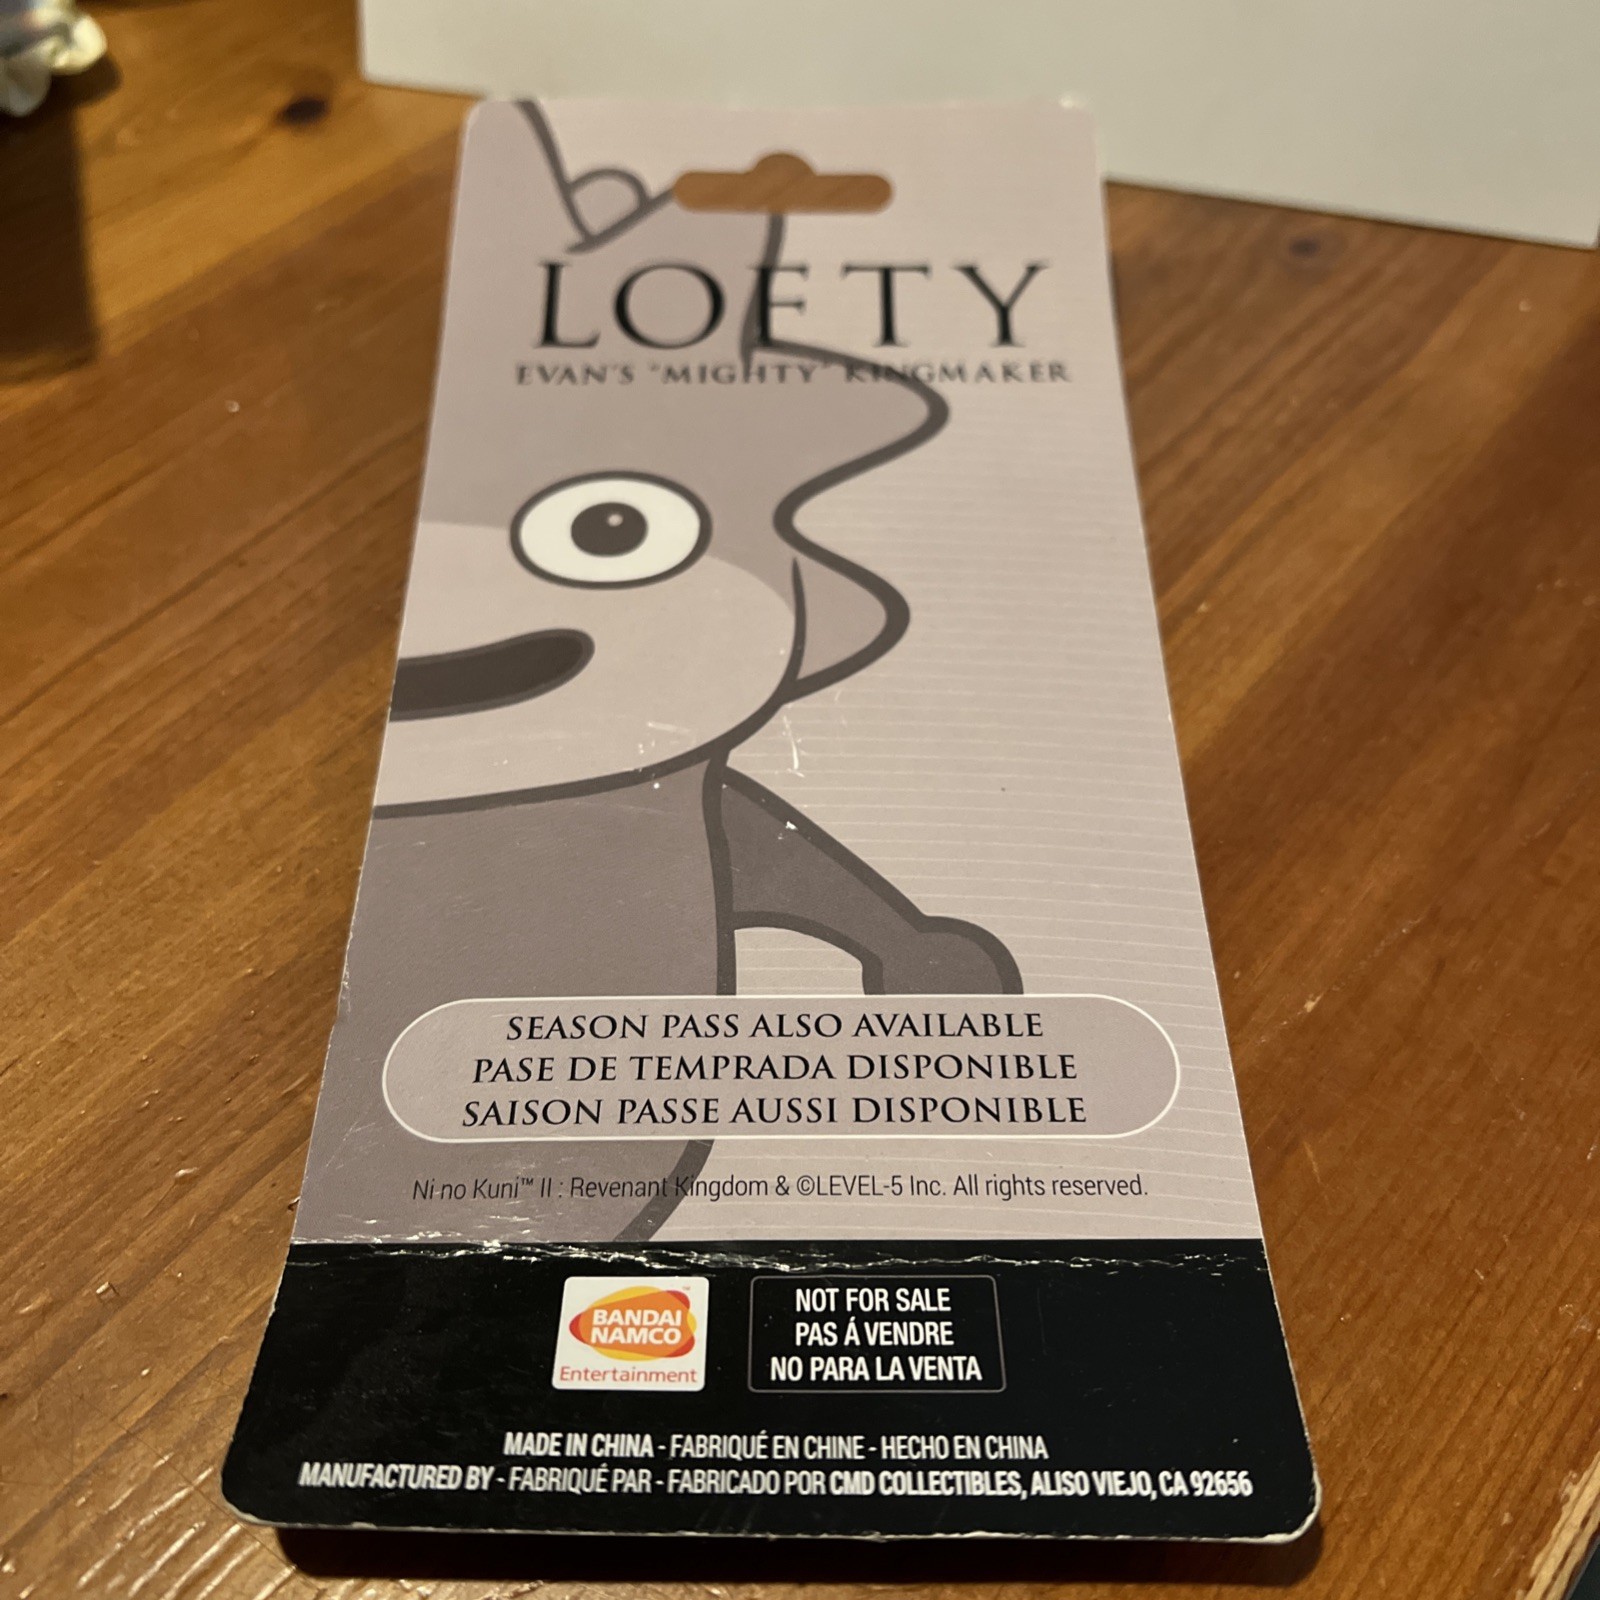 LOFTY
EVAN'S "MIGHTY" KINGMAKER
SEASON PASS ALSO AVAILABLE
PASE DE TEMPRADA DISPONIBLE
SAISON PASSE AUSSI DISPONIBLE
Ni no Kuni™ II : Revenant Kingdom & ©LEVEL-5 Inc. All rights reserved.
BANDAI
NAMCO
Entertainment
NOT FOR SALE
PAS Á VENDRE
NO PARA LA VENTA
MADE IN CHINA - FABRIQUÉ EN CHINE - HECHO EN CHINA
MANUFACTURED BY - FABRIQUÉ PAR - FABRICADO POR CMD COLLECTIBLES, ALISO VIEJO, CA 92656